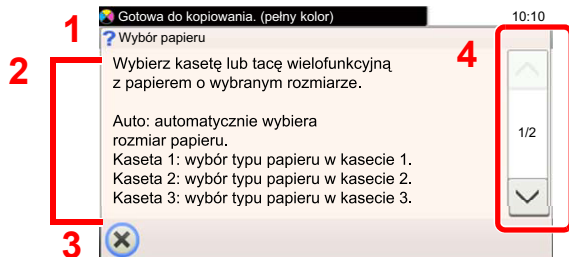 Gotowa do kopiowania. (pełny kolor) 10:10
1 ? Wybór papieru
2
Wybierz kasetę lub tacę wielofunkcyjną
z papierem o wybranym rozmiarze.
Auto: automatycznie wybiera
rozmiar papieru.
Kaseta 1: wybór typu papieru w kasecie 1.
Kaseta 2: wybór typu papieru w kasecie 2.
Kaseta 3: wybór typu papieru w kasecie 3.
4
1/2
3